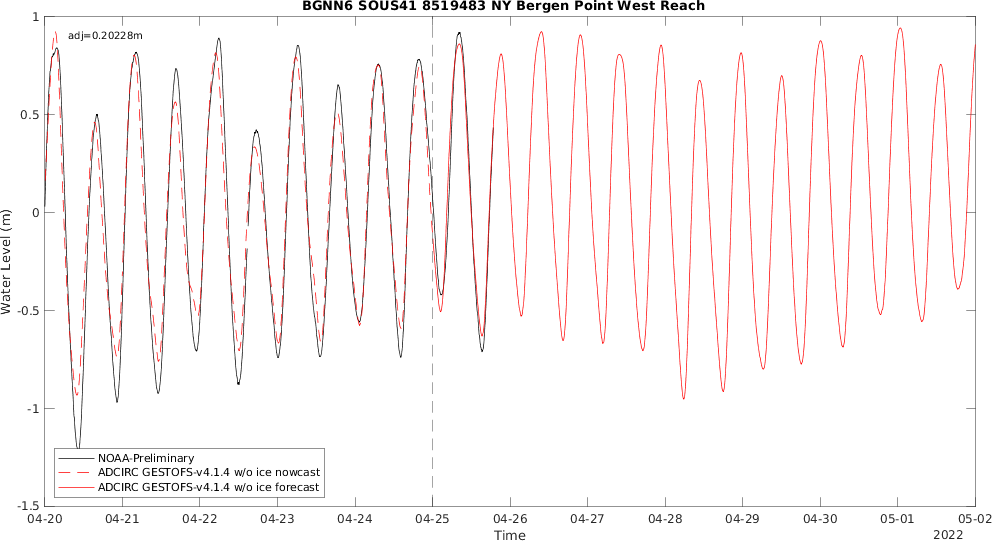 BGNN6 SOUS41 8519483 NY Bergen Point West Reach
adj=0.20228m
1
0.5
0
-0.5
-1
-1.5
Water Level (m)
NOAA-Preliminary
ADCIRC GESTOFS-v4.1.4 w/o ice nowcast
ADCIRC GESTOFS-v4.1.4 w/o ice forecast
04-20 04-21 04-22 04-23 04-24 04-25 04-26 04-27 04-28 04-29 04-30 05-01 05-02
Time
2022